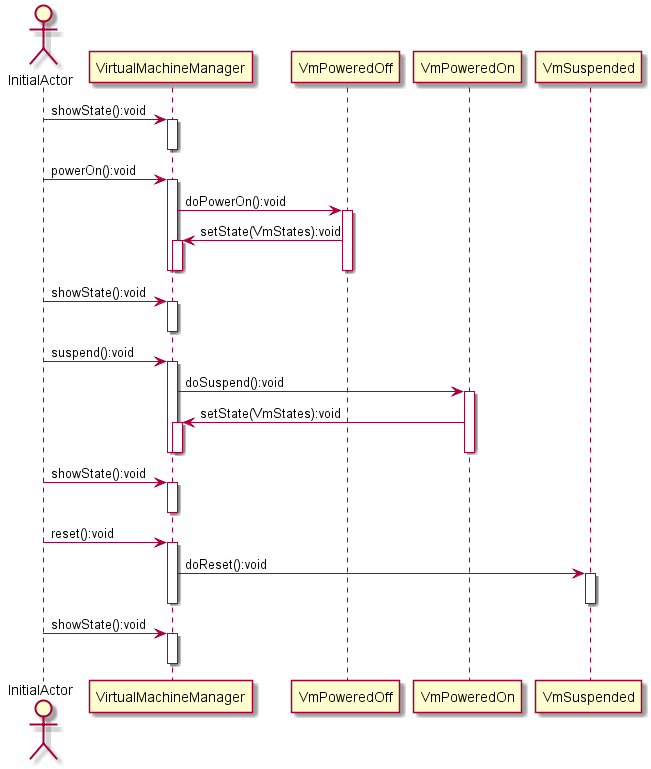 InitialActor
VirtualMachineManager
VmPoweredOff
VmPoweredOn
VmSuspended
showState():void
powerOn():void
doPowerOn():void
setState(VmStates):void
showState():void
suspend():void
doSuspend():void
setState(VmStates):void
showState():void
reset():void
doReset():void
showState():void
InitialActor
VirtualMachineManager
VmPoweredOff
VmPoweredOn
VmSuspended